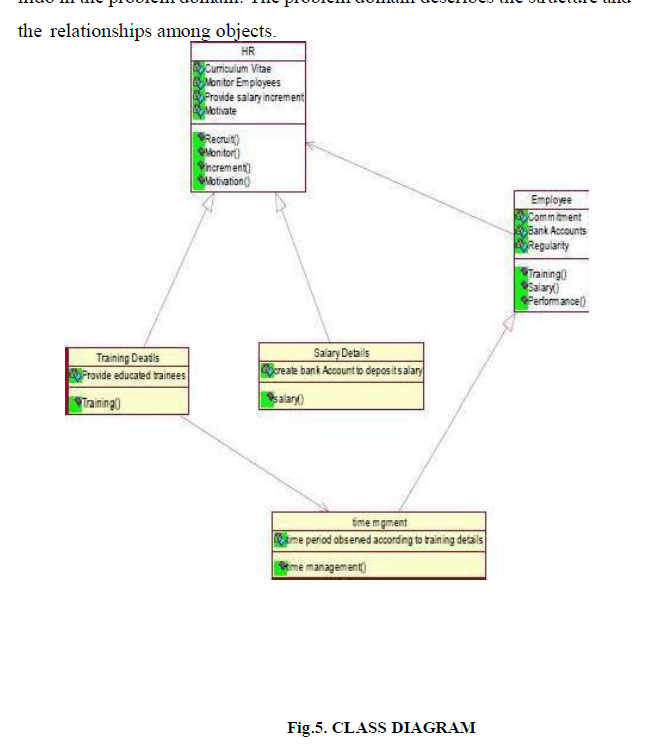 the relationships among objects.
HR
Curriculum Vitae
Monitor Employees
Provide salary increment
Motivate
Recruit()
Monitor()
Increment()
Motivation()
Employee
Commitment
Bank Accounts
Regularity
Training()
Salary()
Performance()
Training Deatils
Provide educated trainees
Training()
Salary Details
create bank Account to deposit salary
salary()
time mgment
time period observed according to training details
time management()
Fig.5. CLASS DIAGRAM